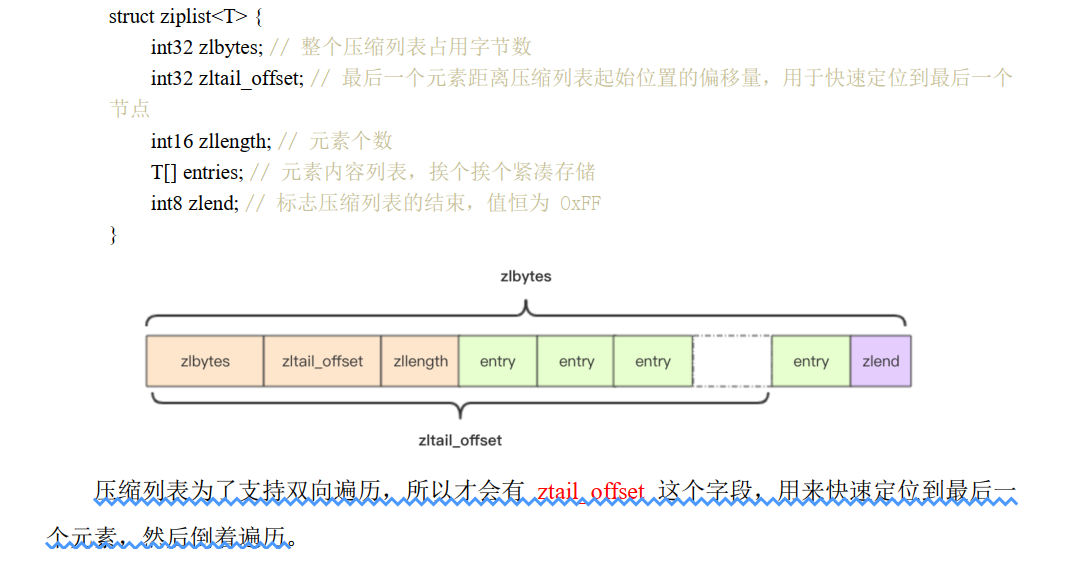 struct ziplist<T> {
int32 zlbytes; // 整个压缩列表占用字节数
int32 zltail_offset; // 最后一个元素距离压缩列表起始位置的偏移量，用于快速定位到最后一个
节点
int16 zllength; // 元素个数
T[] entries; // 元素内容列表，挨个挨个紧凑存储
int8 zlend; // 标志压缩列表的结束，值恒为 0xFF
}
zlbytes
zlbytes zltail_offset zllength entry entry entry entry zlend
zltail_offset
压缩列表为了支持双向遍历，所以才会有 ztail_offset 这个字段，用来快速定位到最后一
个元素，然后倒着遍历。